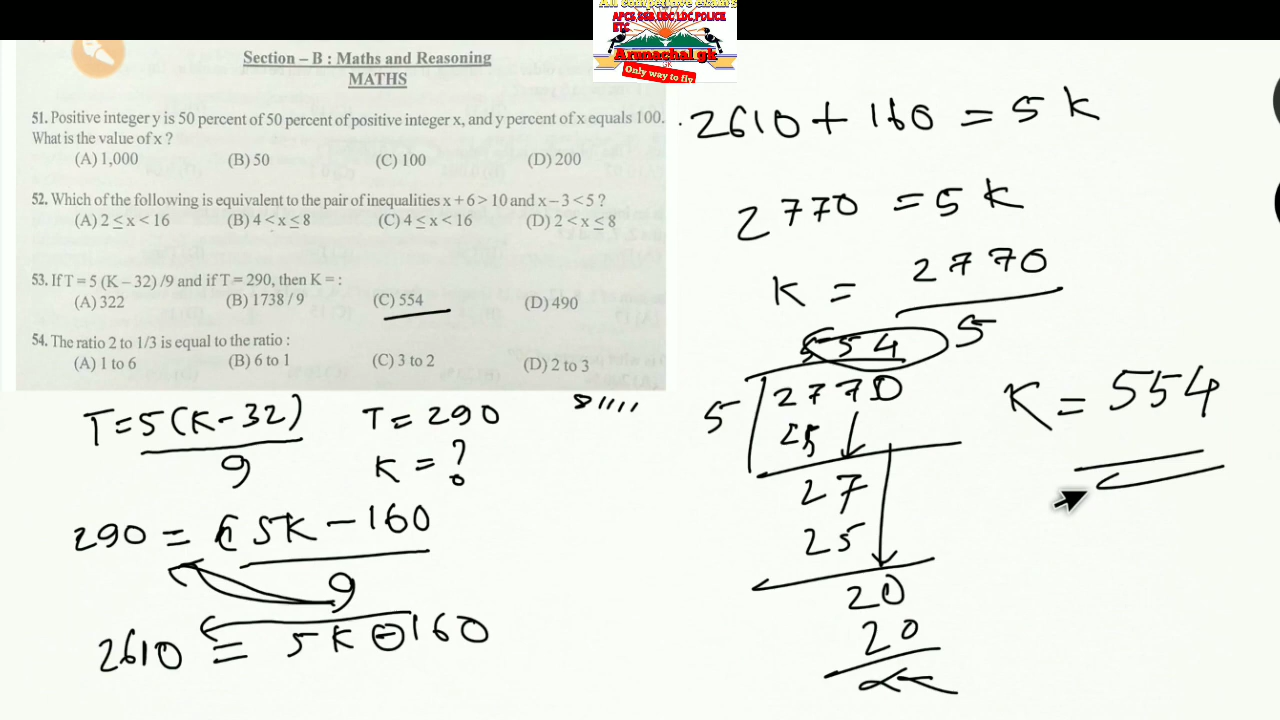 All competitive exams
APCS,SSB,UDC,LDC,POLICE
ETC
Arunachal gk
GK
Only way to fly
Section – B : Maths and Reasoning
MATHS
51. Positive integer y is 50 percent of 50 percent of positive integer x, and y percent of x equals 100.
What is the value of x ?
(A) 1,000 (B) 50 (C) 100 (D) 200
52. Which of the following is equivalent to the pair of inequalities x + 6 > 10 and x – 3 < 5 ?
(A) 2 ≤ x < 16 (B) 4 < x ≤ 8 (C) 4 ≤ x < 16 (D) 2 < x ≤ 8
53. If T = 5 (K – 32) /9 and if T = 290, then K = :
(A) 322 (B) 1738 / 9 (C) 554 (D) 490
54. The ratio 2 to 1/3 is equal to the ratio :
(A) 1 to 6 (B) 6 to 1 (C) 3 to 2 (D) 2 to 3
T = 5(K - 32)
9
T = 290
K = ?
290 = 5K - 160
9
2610 = 5K - 160
2610 + 160 = 5K
2770 = 5K
K = 2770
5
554
5 2770
25
27
25
20
20
K = 554